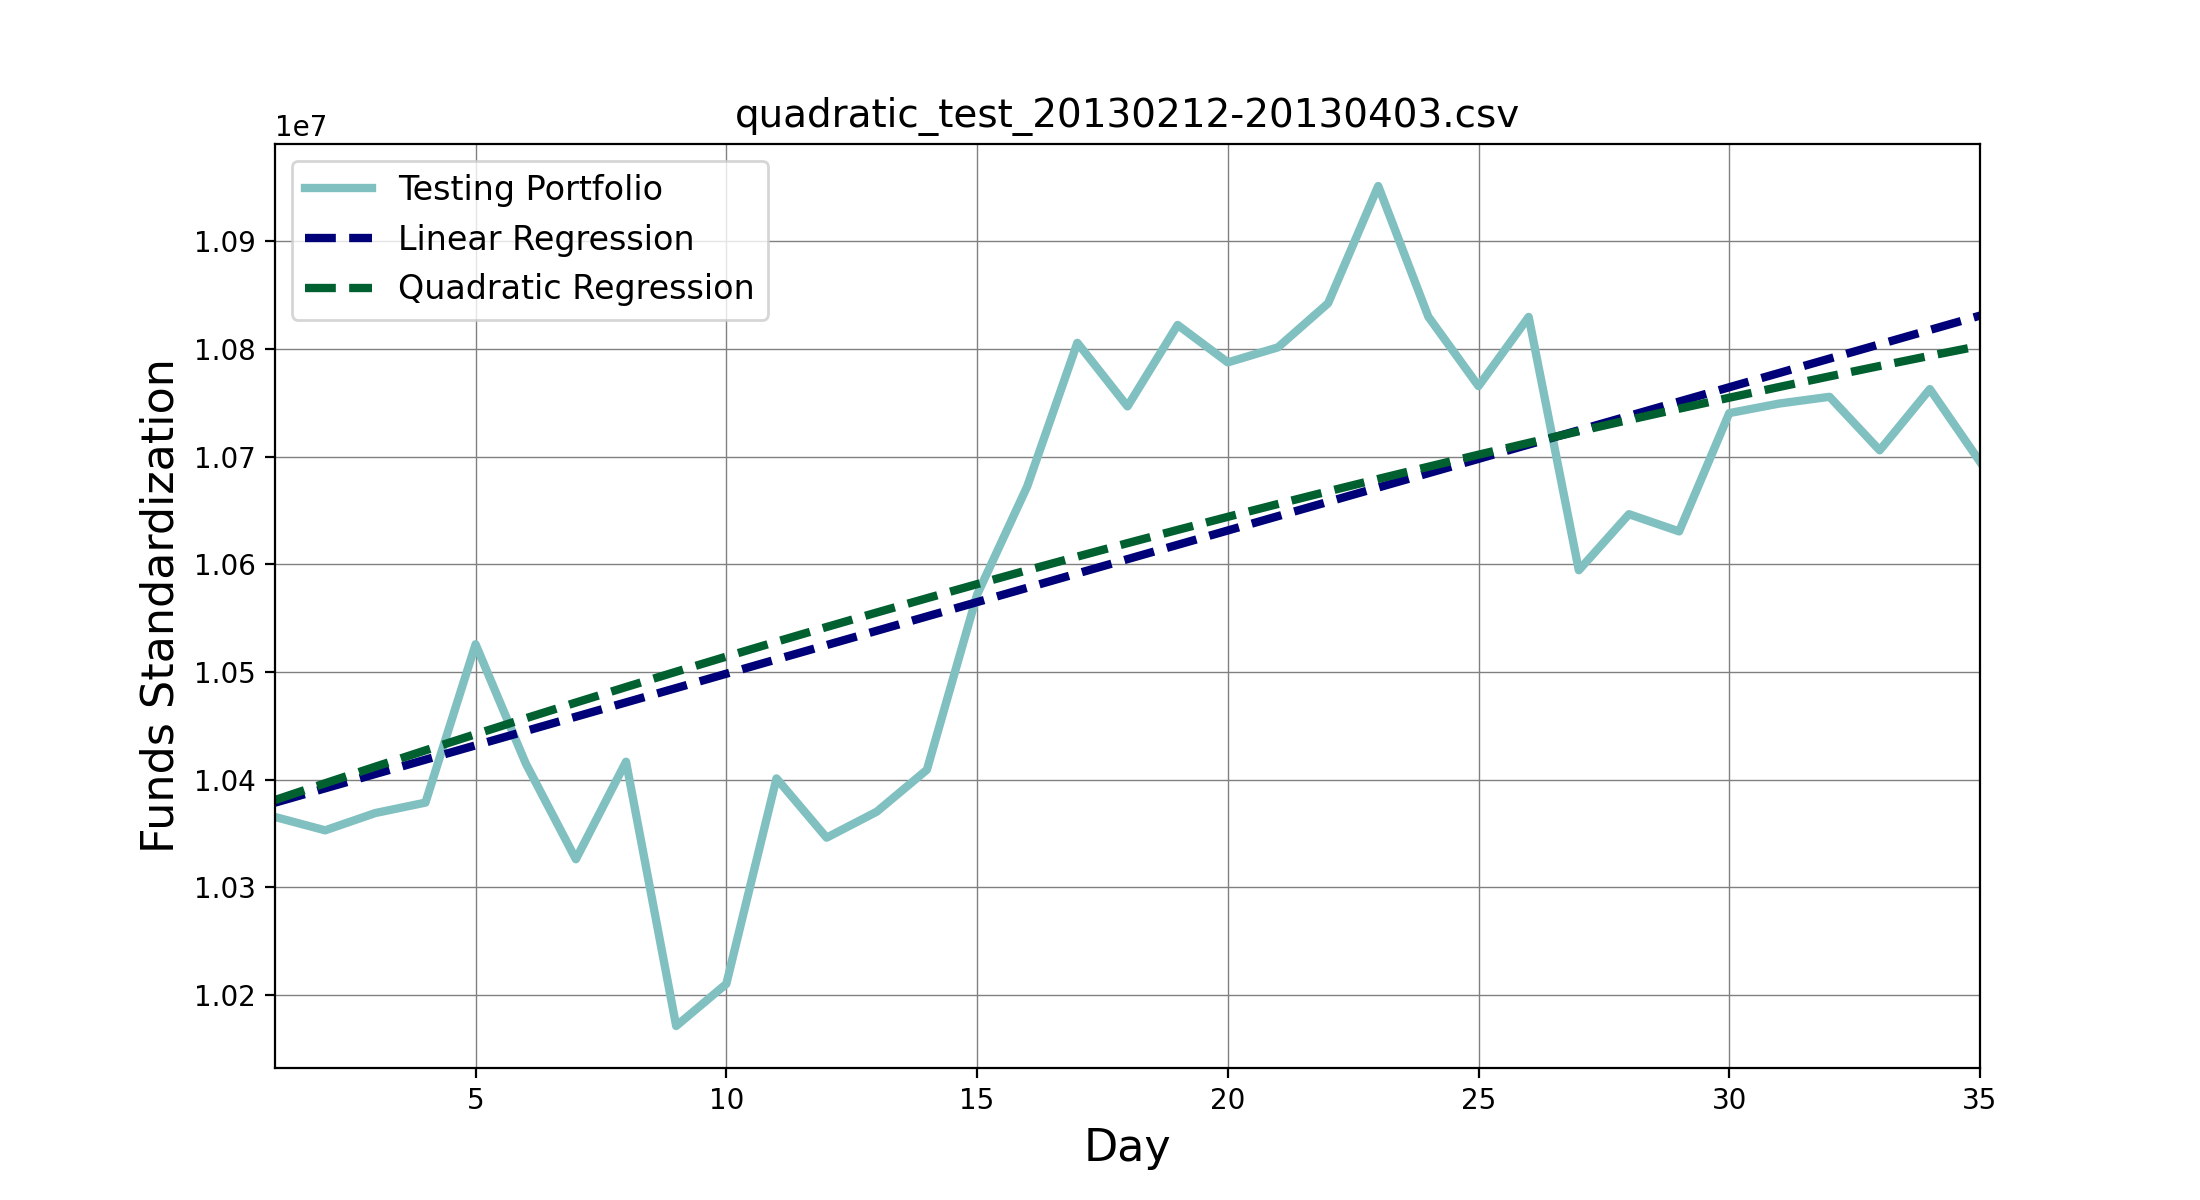 quadratic_test_20130212-20130403.csv
1e7
Testing Portfolio
Linear Regression
Quadratic Regression
1.09
1.08
1.07
1.06
1.05
1.04
1.03
1.02
Funds Standardization
5 10 15 20 25 30 35
Day